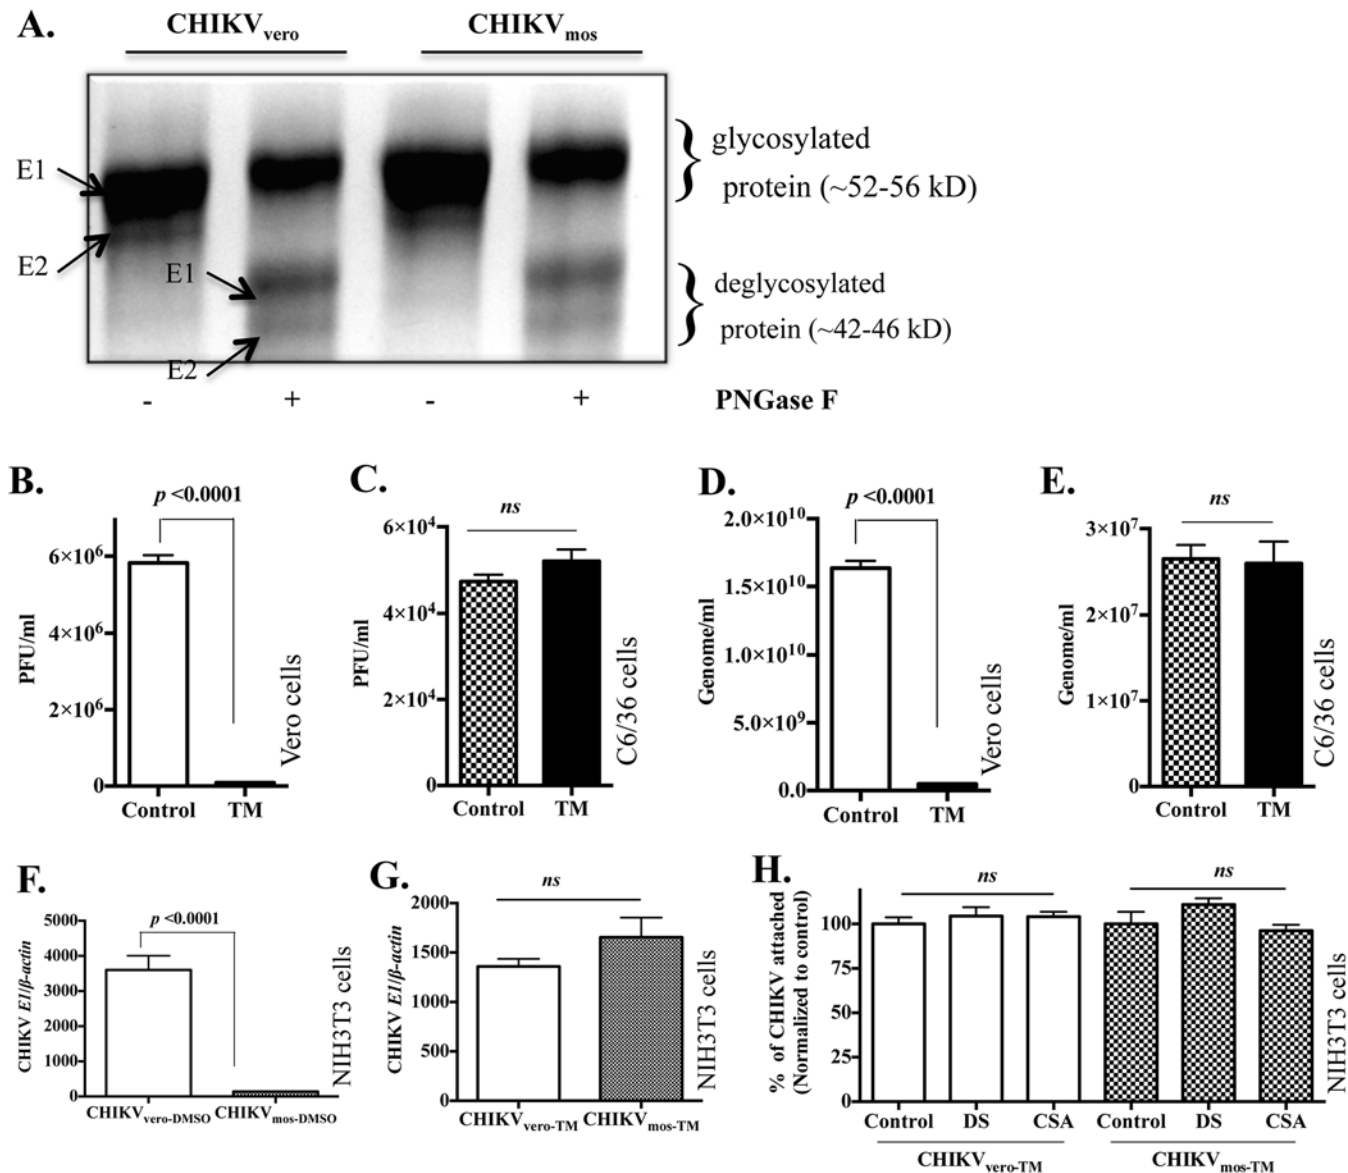 A.
CHIKVvero
CHIKVmos
E1
E2
E1
E2
glycosylated
protein (~52-56 kD)
deglycosylated
protein (~42-46 kD)
- + - + PNGase F
B.
p <0.0001
PFU/ml
6×10⁶
4×10⁶
2×10⁶
0
Control TM
Vero cells
C.
ns
PFU/ml
6×10⁴
4×10⁴
2×10⁴
0
Control TM
C6/36 cells
D.
p <0.0001
Genome/ml
2.0×10¹⁰
1.5×10¹⁰
1.0×10¹⁰
5.0×10⁹
0.0
Control TM
Vero cells
E.
ns
Genome/ml
3×10⁷
2×10⁷
1×10⁷
0
Control TM
C6/36 cells
F.
p <0.0001
CHIKV E1/β-actin
5000
4000
3000
2000
1000
0
CHIKVvero-DMSO CHIKVmos-DMSO
NIH3T3 cells
G.
ns
CHIKV E1/β-actin
2000
1500
1000
500
0
CHIKVvero-TM CHIKVmos-TM
NIH3T3 cells
H.
ns
ns
% of CHIKV attached
(Normalized to control)
100
75
50
25
0
Control DS CSA Control DS CSA
CHIKVvero-TM CHIKVmos-TM
NIH3T3 cells